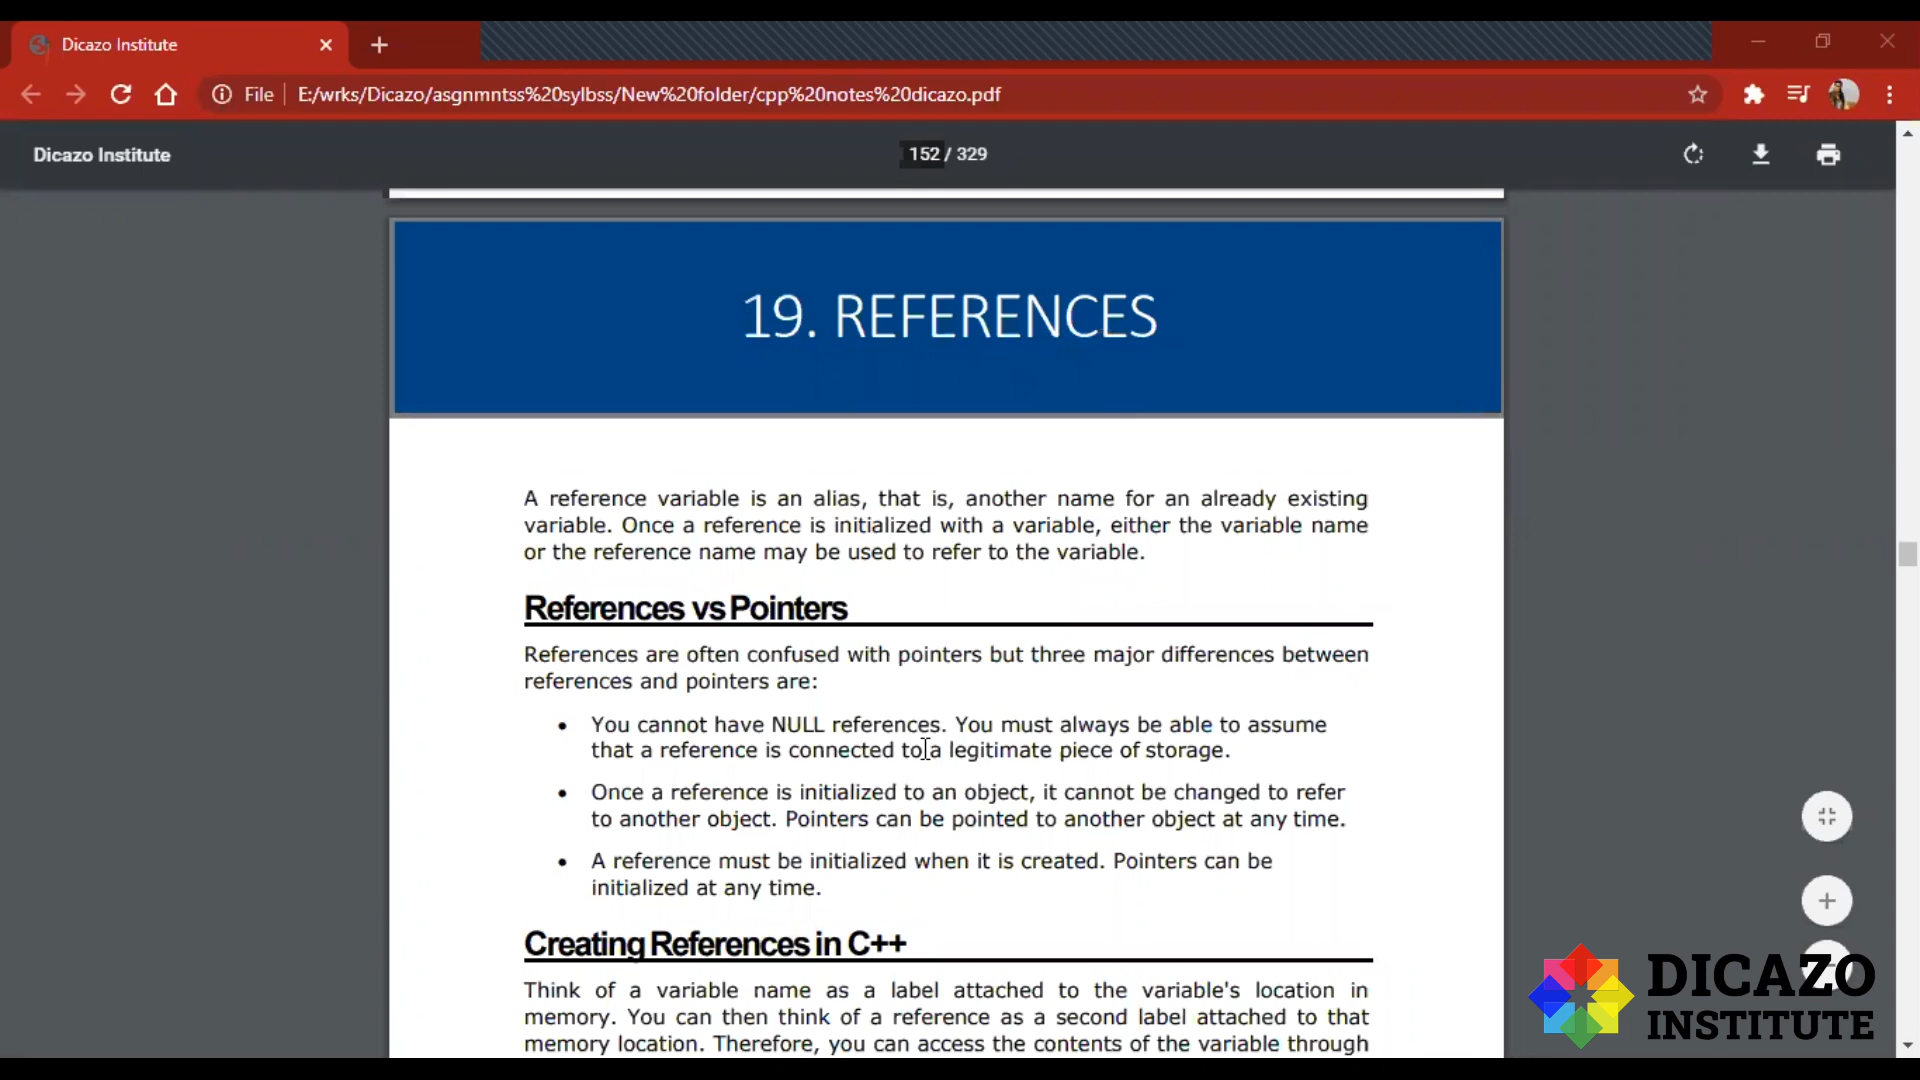 Dicazo Institute
File E:/wrks/Dicazo/asgnmntss%20sylbss/New%20folder/cpp%20notes%20dicazo.pdf
Dicazo Institute
152 / 329
19. REFERENCES
A reference variable is an alias, that is, another name for an already existing
variable. Once a reference is initialized with a variable, either the variable name
or the reference name may be used to refer to the variable.
References vs Pointers
References are often confused with pointers but three major differences between
references and pointers are:
• You cannot have NULL references. You must always be able to assume
that a reference is connected to a legitimate piece of storage.
• Once a reference is initialized to an object, it cannot be changed to refer
to another object. Pointers can be pointed to another object at any time.
• A reference must be initialized when it is created. Pointers can be
initialized at any time.
Creating References in C++
Think of a variable name as a label attached to the variable's location in
memory. You can then think of a reference as a second label attached to that
memory location. Therefore, you can access the contents of the variable through
DICAZO
INSTITUTE